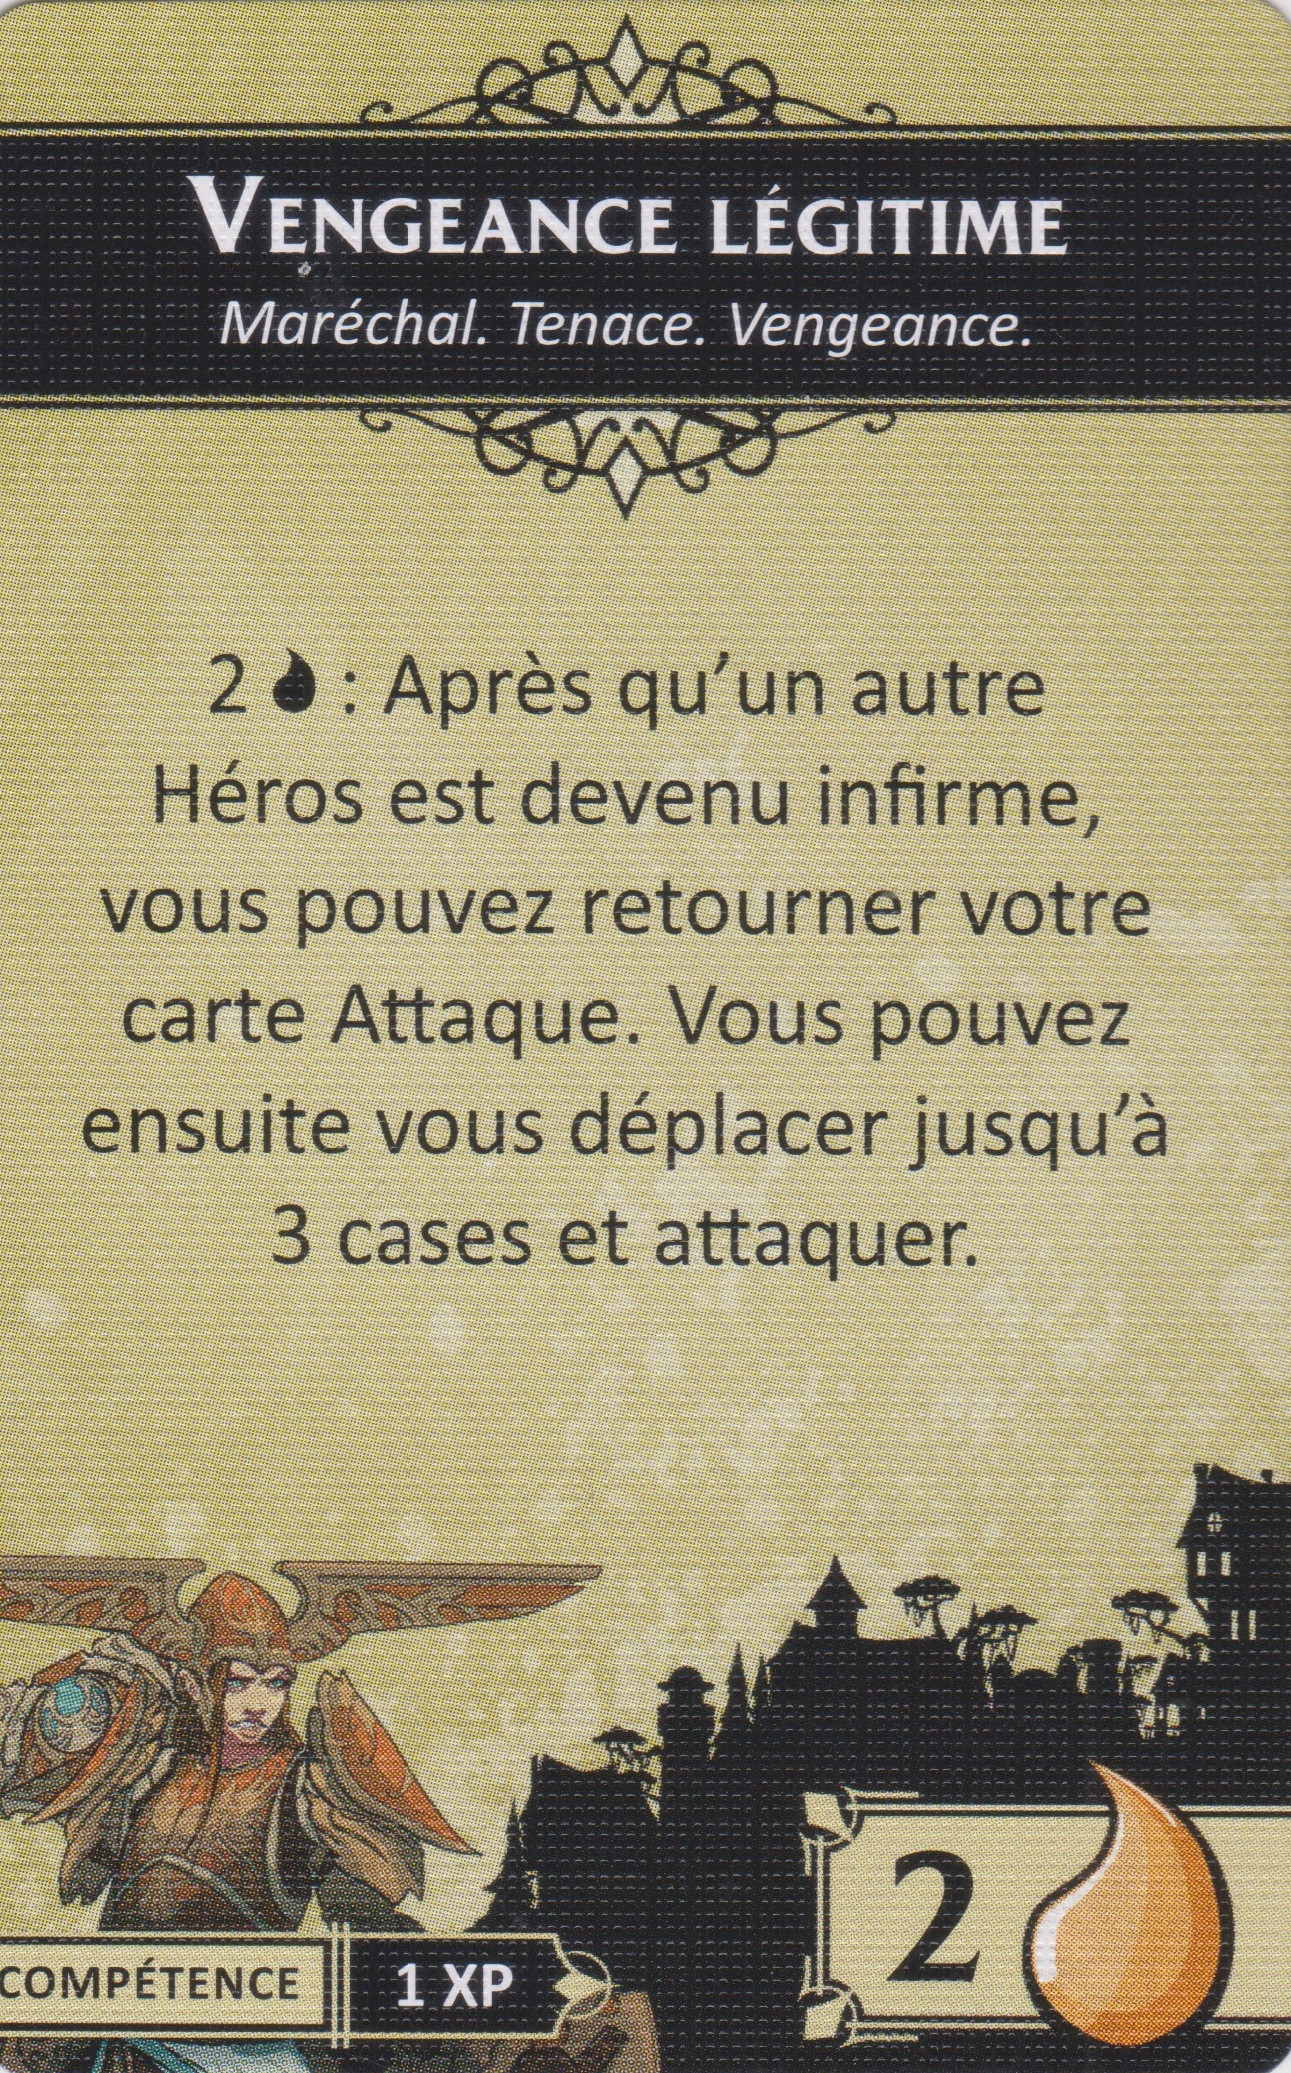 VENGEANCE LÉGITIME
Maréchal. Tenace. Vengeance.
2 : Après qu’un autre
Héros est devenu infirme,
vous pouvez retourner votre
carte Attaque. Vous pouvez
ensuite vous déplacer jusqu’à
3 cases et attaquer.
2
COMPÉTENCE
1 XP